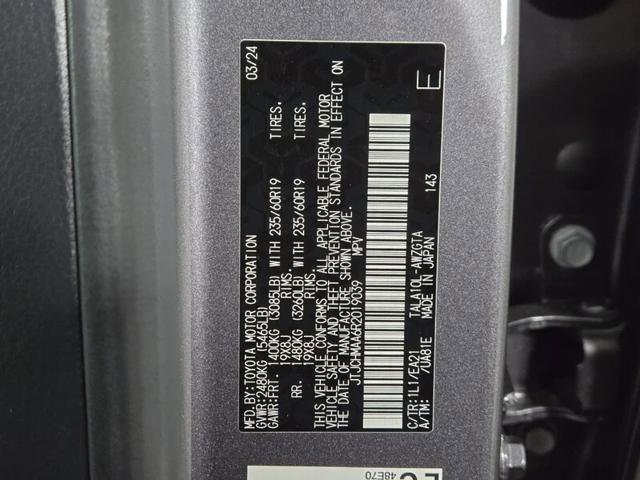 MFD.BY:TOYOTA MOTOR CORPORATION 03/24
GVWR:2480KG (5465LB)
GAWR:FRT. 1400KG (3085LB) WITH 235/60R19 TIRES.
19X8J RIMS.
RR. 1480KG (3260LB) WITH 235/60R19 TIRES.
19X8J RIMS.
THIS VEHICLE CONFORMS TO ALL APPLICABLE FEDERAL MOTOR
VEHICLE SAFETY AND THEFT PREVENTION STANDARDS IN EFFECT ON
THE DATE OF MANUFACTURE SHOWN ABOVE.
JTJCHMAA6R2019039 MPV
C/TR:1L1/EA21 TALA10L-AWZGTA 143 E
A/TM: /UA81E MADE IN JAPAN
48E70